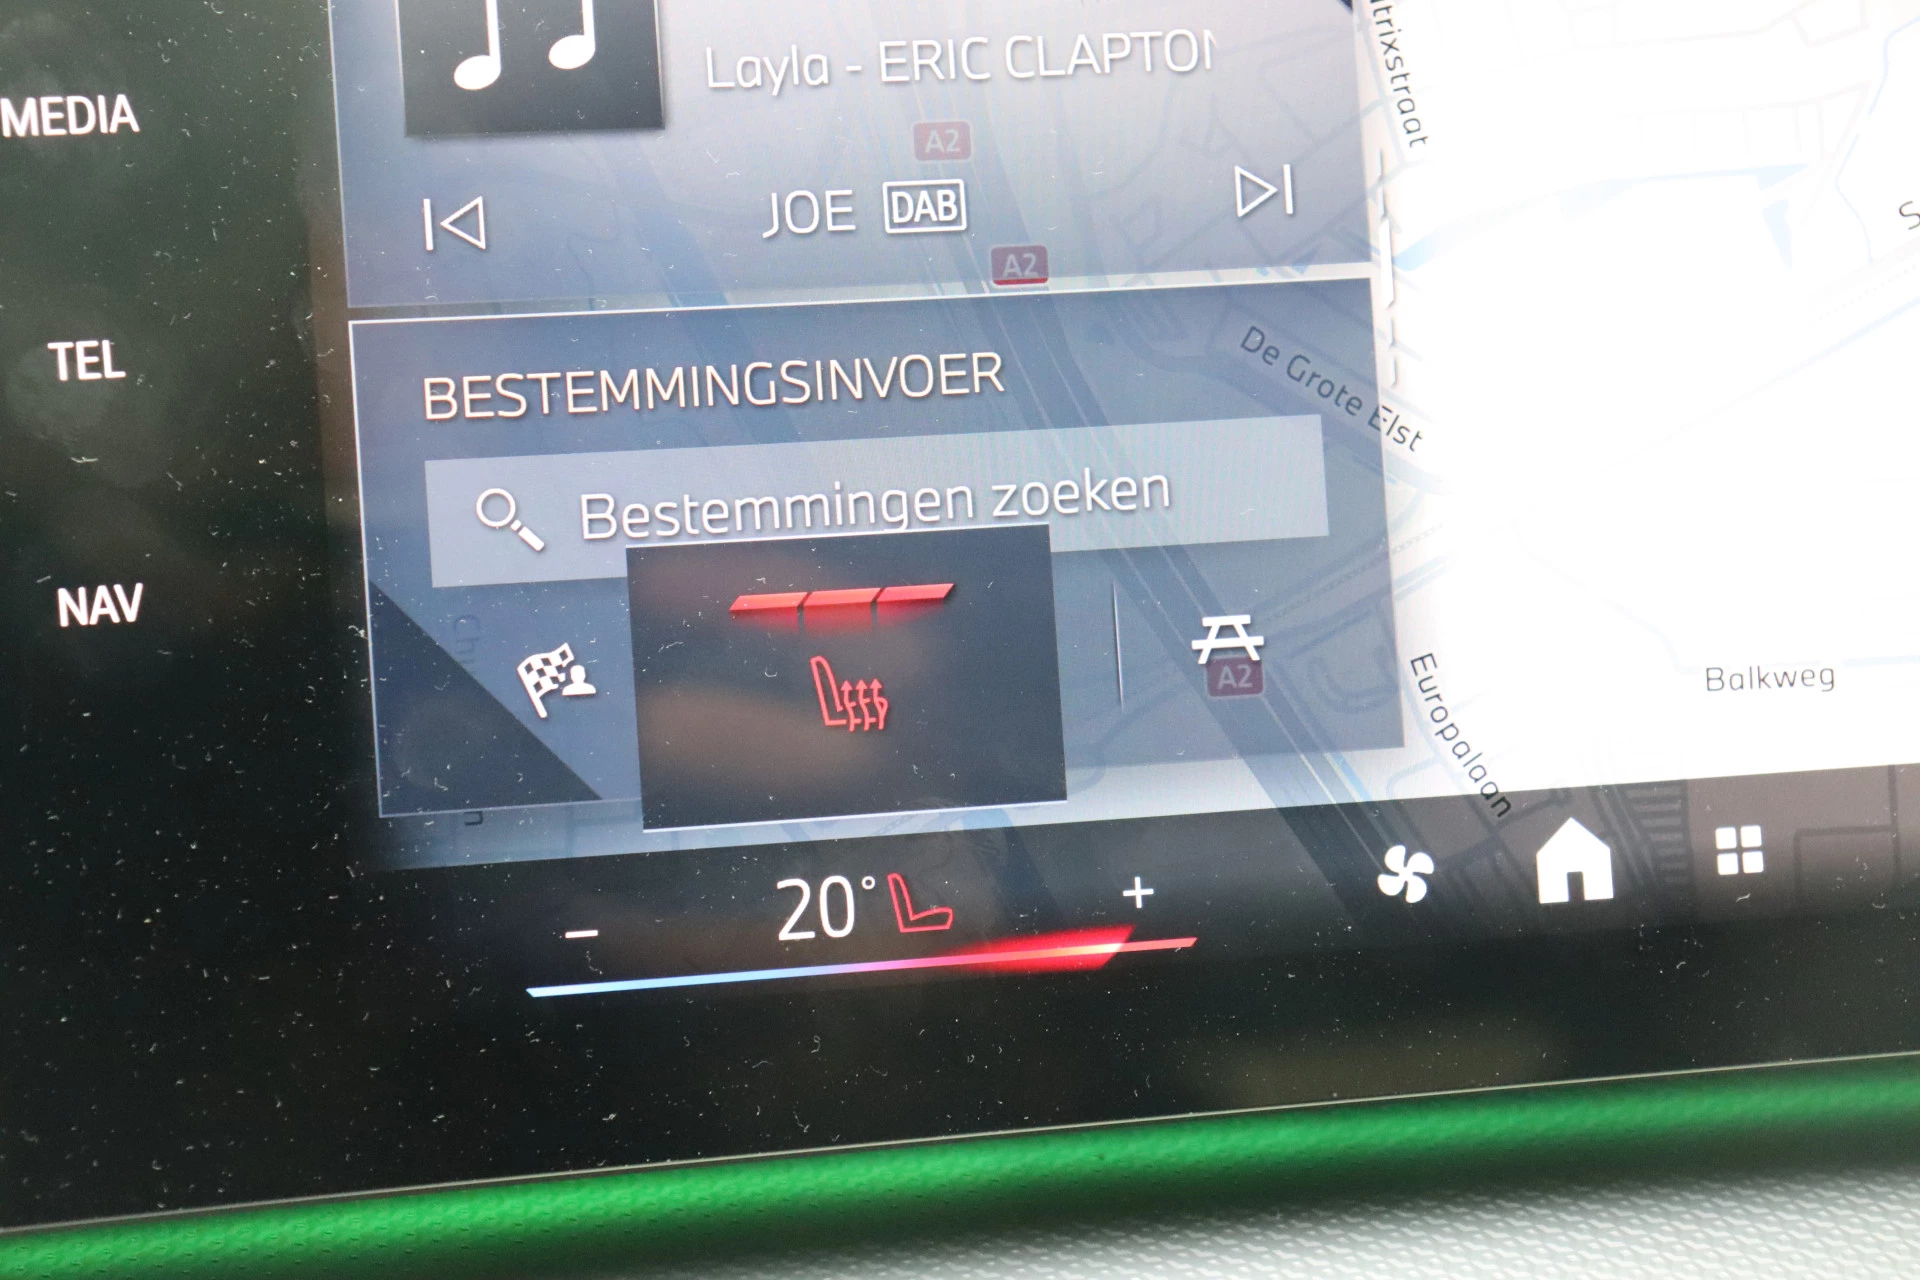 Layla - ERIC CLAPTON
MEDIA
A2
JOE DAB
A2
TEL
De Grote Elst
BESTEMMINGSINVOER
Bestemmingen zoeken
NAV
A2
Balkweg
Europalaan
- 20° +